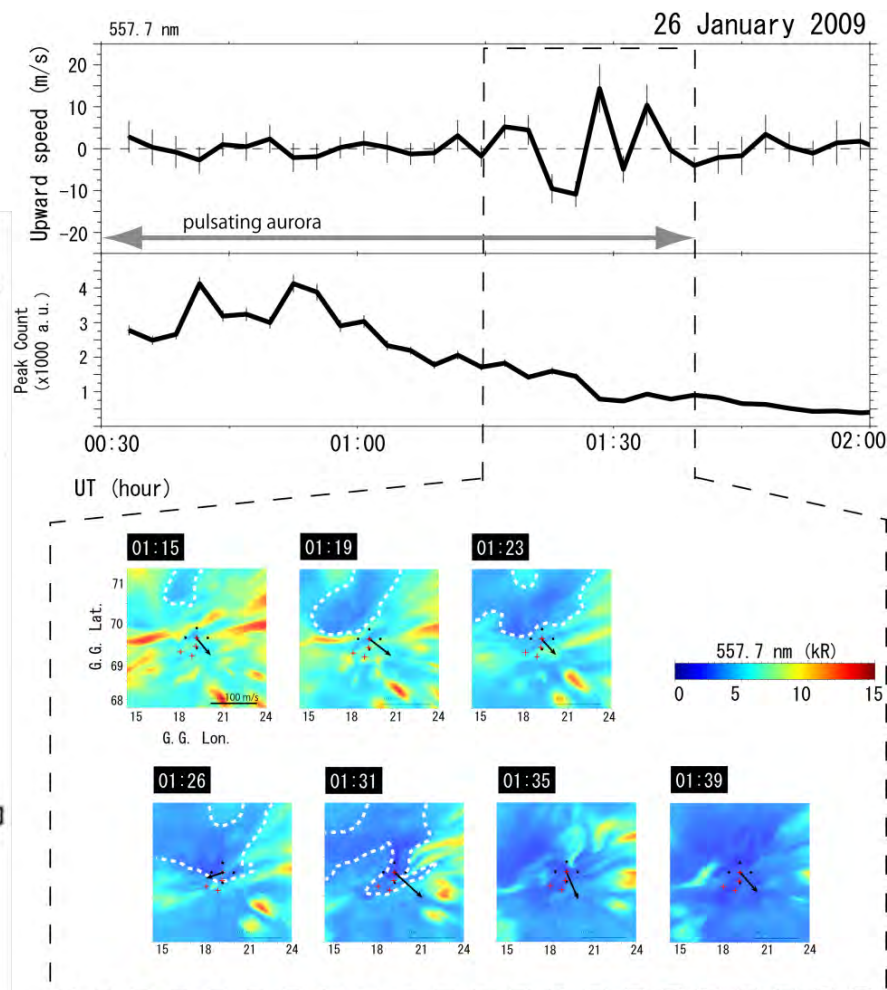 557.7 nm
26 January 2009
Upward speed (m/s)
20
10
0
-10
-20
pulsating aurora
Peak Count
(x1000 a.u.)
4
3
2
1
00:30 01:00 01:30 02:00
UT (hour)
01:15 01:19 01:23
G.G. Lat.
71
70
69
68
100 m/s
15 18 21 24 15 18 21 24 15 18 21 24
G.G. Lon.
557.7 nm (kR)
0 5 10 15
01:26 01:31 01:35 01:39
15 18 21 24 15 18 21 24 15 18 21 24 15 18 21 24